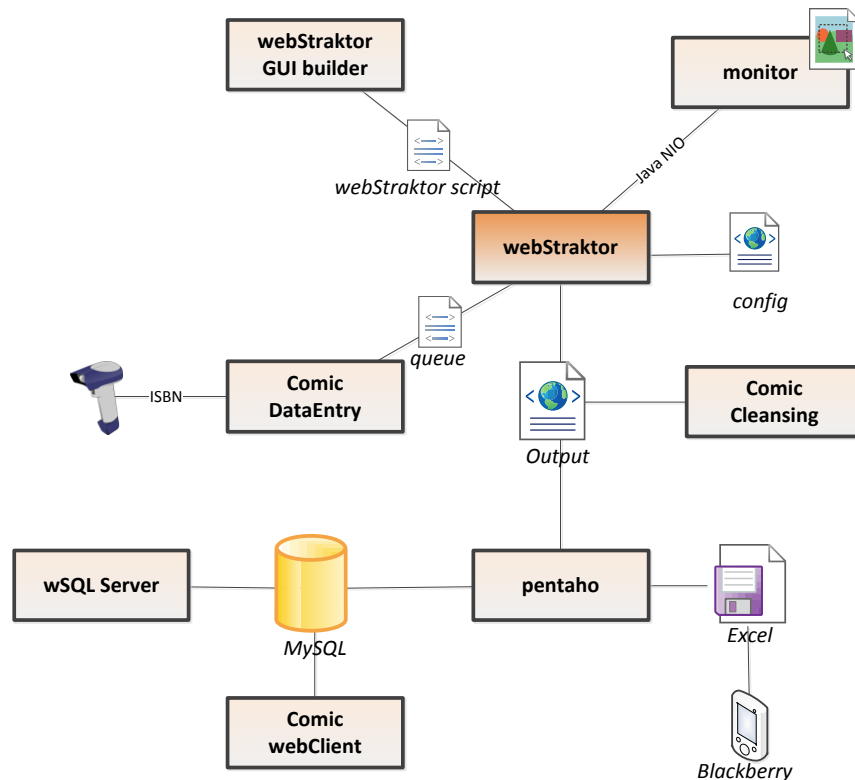 webStraktor
GUI builder
monitor
Java NIO
webStraktor script
webStraktor
config
queue
ISBN
Comic
DataEntry
Comic
Cleansing
Output
wSQL Server
pentaho
MySQL
Excel
Comic
webClient
Blackberry